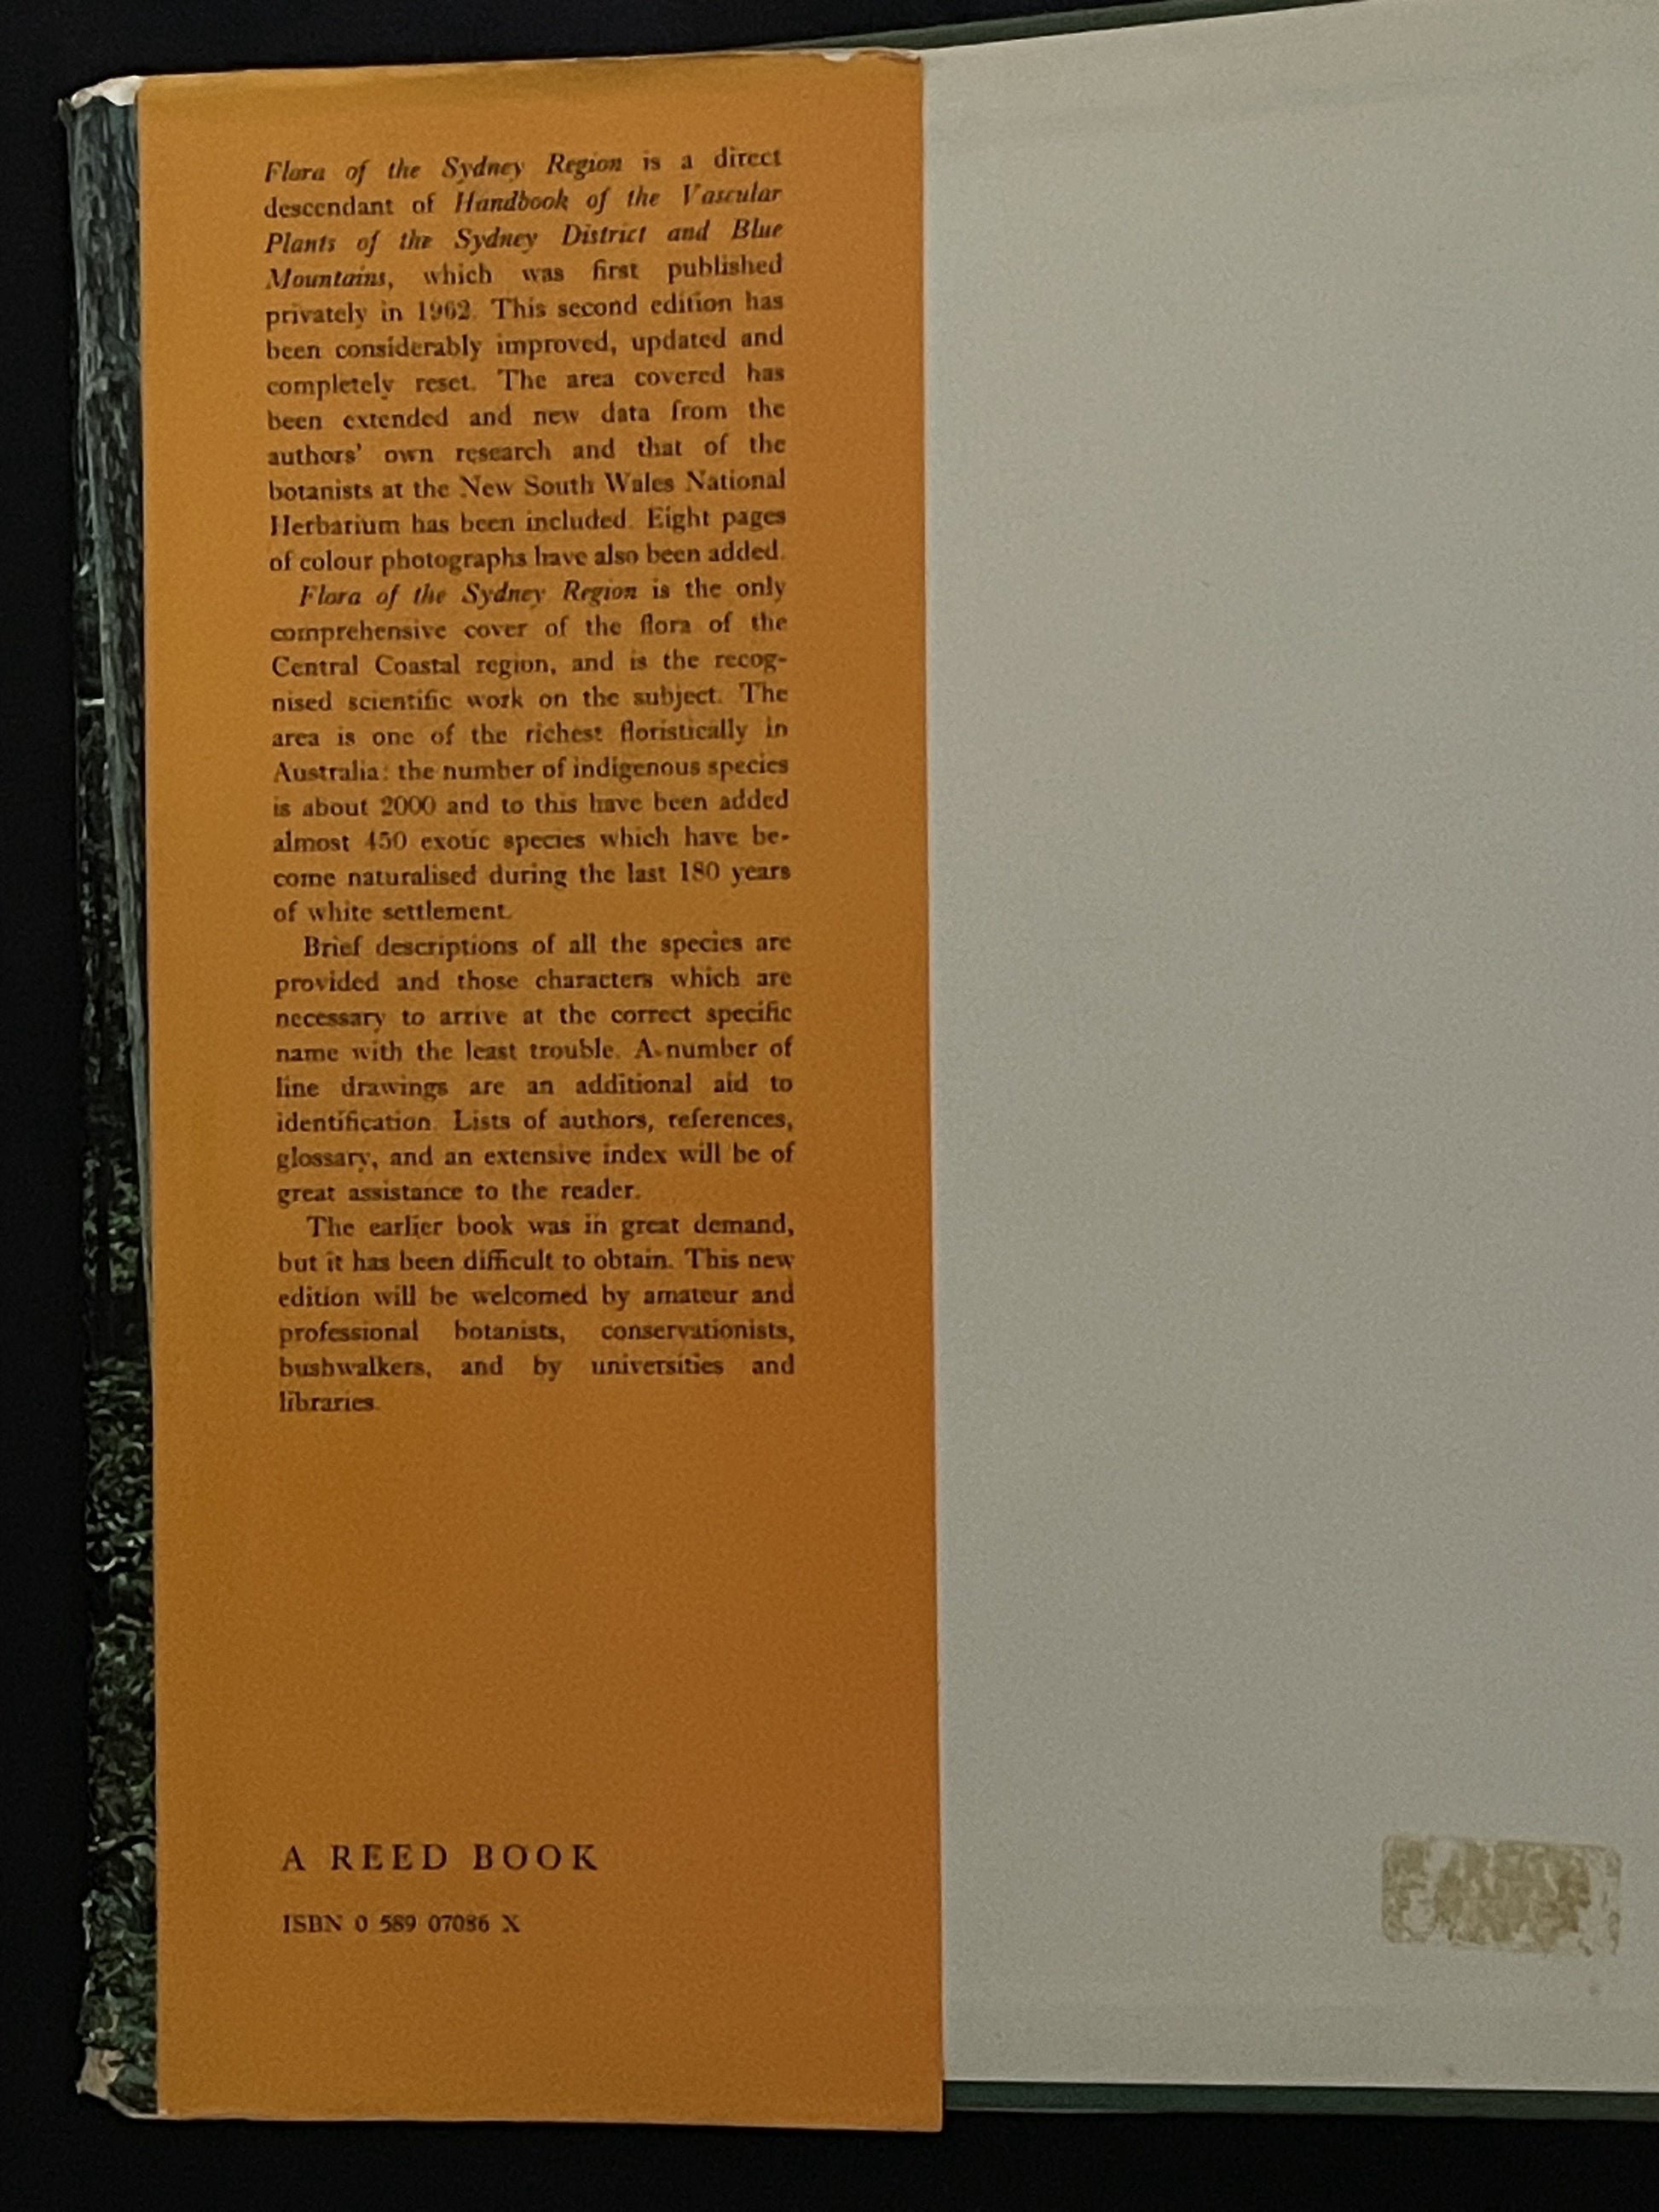 Flora of the Sydney Region is a direct
descendant of Handbook of the Vascular
Plants of the Sydney District and Blue
Mountains, which was first published
privately in 1962. This second edition has
been considerably improved, updated and
completely reset. The area covered has
been extended and new data from the
authors' own research and that of the
botanists at the New South Wales National
Herbarium has been included. Eight pages
of colour photographs have also been added.
Flora of the Sydney Region is the only
comprehensive cover of the flora of the
Central Coastal region, and is the recog-
nised scientific work on the subject. The
area is one of the richest floristically in
Australia: the number of indigenous species
is about 2000 and to this have been added
almost 450 exotic species which have be-
come naturalised during the last 180 years
of white settlement.
Brief descriptions of all the species are
provided and those characters which are
necessary to arrive at the correct specific
name with the least trouble. A number of
line drawings are an additional aid to
identification. Lists of authors, references,
glossary, and an extensive index will be of
great assistance to the reader.
The earlier book was in great demand,
but it has been difficult to obtain. This new
edition will be welcomed by amateur and
professional botanists, conservationists,
bushwalkers, and by universities and
libraries.
A REED BOOK
ISBN 0 589 07086 X